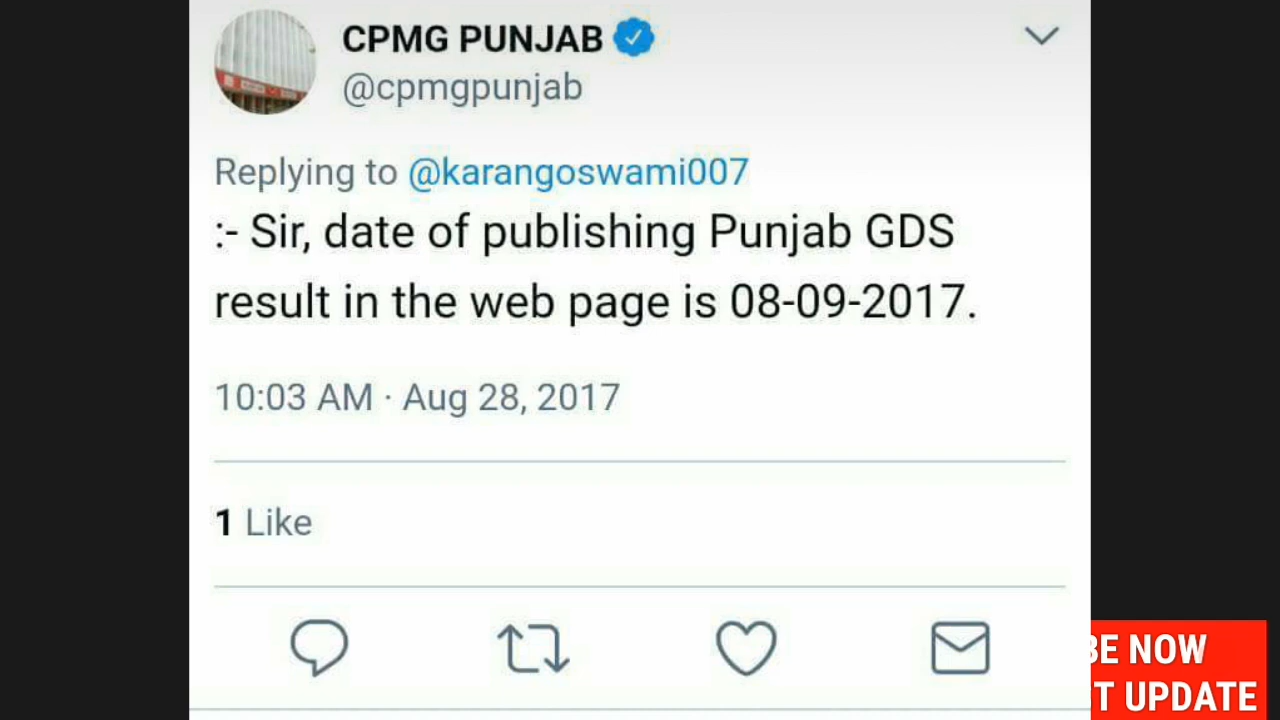 CPMG PUNJAB
@cpmgpunjab
Replying to @karangoswami007
:- Sir, date of publishing Punjab GDS
result in the web page is 08-09-2017.
10:03 AM · Aug 28, 2017
1 Like
BE NOW
T UPDATE